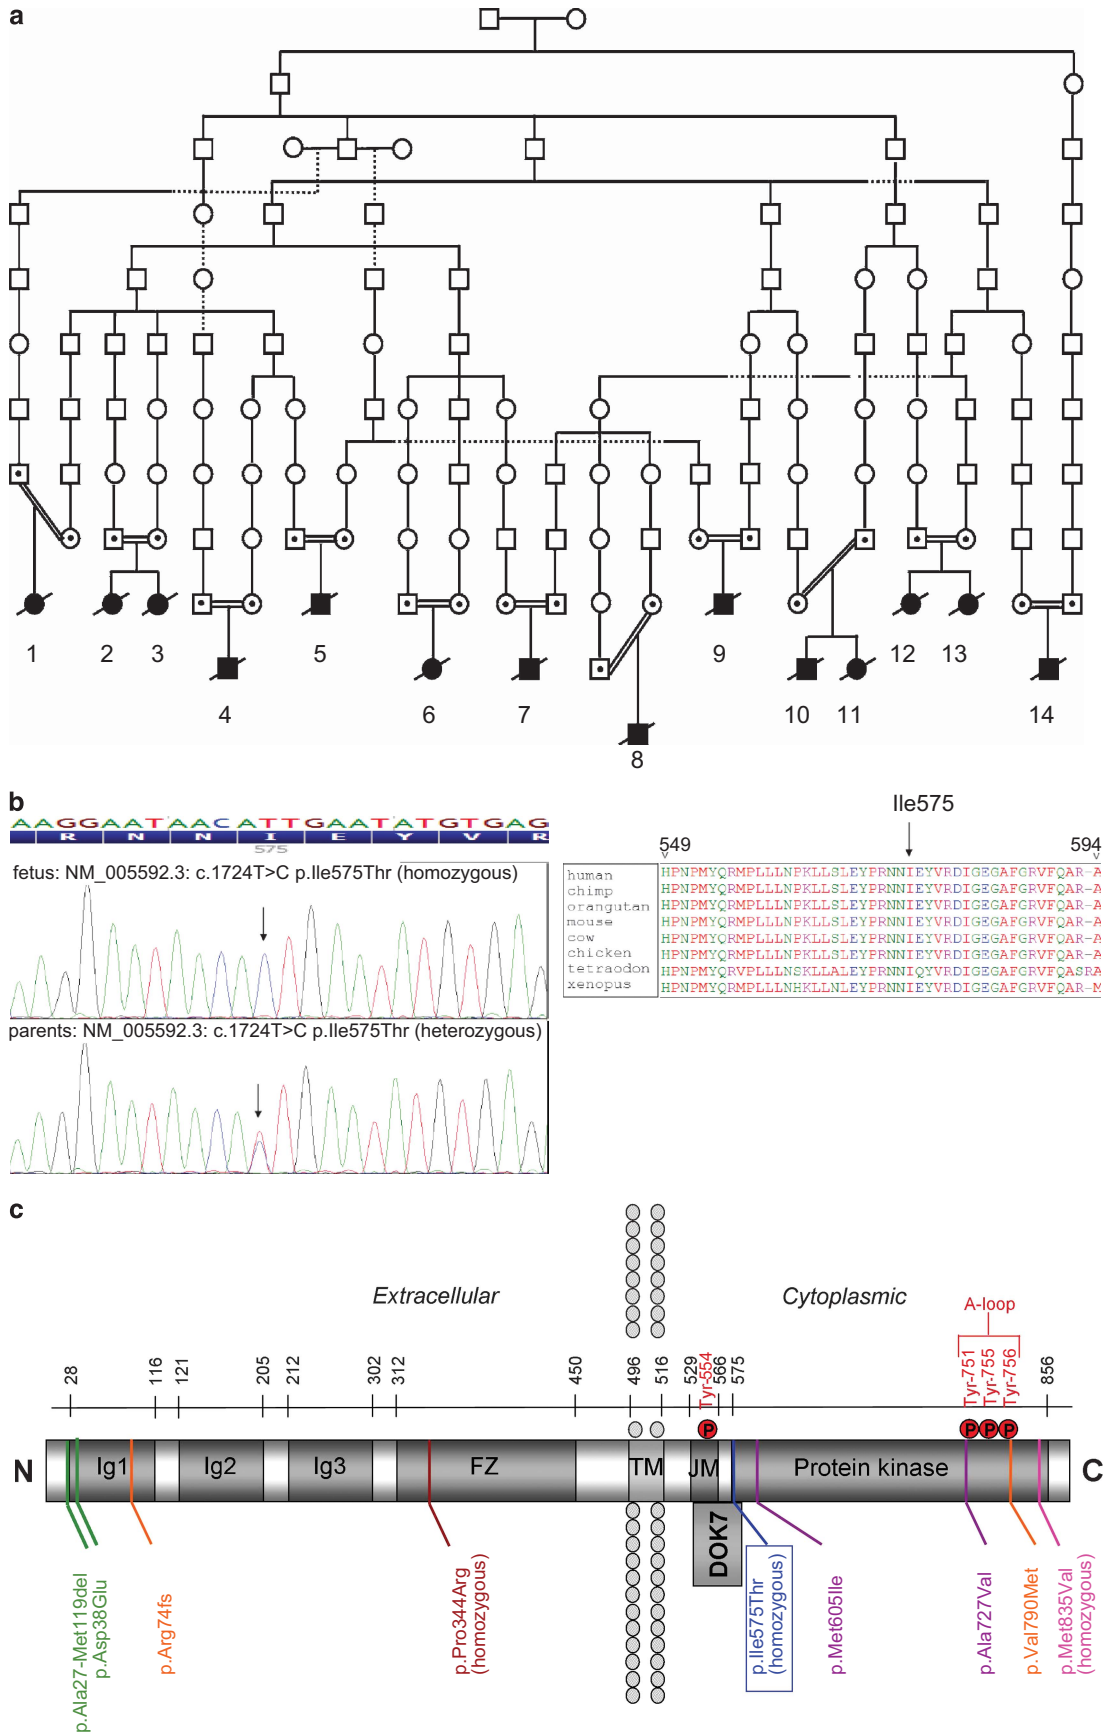 a
1
2
3
4
5
6
7
8
9
10
11
12
13
14
b
AAGGAATAACATTGAATATGTGAG
R N N I E Y V R
575
fetus: NM_005592.3: c.1724T>C p.Ile575Thr (homozygous)
parents: NM_005592.3: c.1724T>C p.Ile575Thr (heterozygous)
Ile575
549
594
human HPNPMYQRMPLLLNPKLLSLEYPRNNIEYVRDIGEGAFGRVFQAR-A
chimp HPNPMYQRMPLLLNPKLLSLEYPRNNIEYVRDIGEGAFGRVFQAR-A
orangutan HPNPMYQRMPLLLNPKLLSLEYPRNNIEYVRDIGEGAFGRVFQAR-A
mouse HPNPMYQRMPLLLNPKLLSLEYPRNNIEYVRDIGEGAFGRVFQAR-A
cow HPNPMYQRMPLLLNPKLLSLEYPRNNIEYVRDIGEGAFGRVFQAR-A
chicken HPNPMYQRMPLLLNPKLLSLEYPRNNIEYVRDIGEGAFGRVFQAR-A
tetraodon HPNPMYQRVPLLLNSKLLALEYPRNNIQYVRDIGEGAFGRVFQASRA
xenopus HPNPMYQRMPLLLNHKLLNLEYPRNNIEYVRDIGEGAFGRVFQAR-M
c
Extracellular
Cytoplasmic
A-loop
28
116
121
205
212
302
312
450
496
516
529
Tyr-554
566
575
Tyr-751
Tyr-755
Tyr-756
856
P
P
P
P
N
Ig1
Ig2
Ig3
FZ
TM
JM
Protein kinase
C
DOK7
p.Ala27-Met119del
p.Asp38Glu
p.Arg74fs
p.Pro344Arg
(homozygous)
p.Ile575Thr
(homozygous)
p.Met605Ile
p.Ala727Val
p.Val790Met
p.Met835Val
(homozygous)